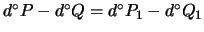 d°P − d°Q = d°P₁ − d°Q₁